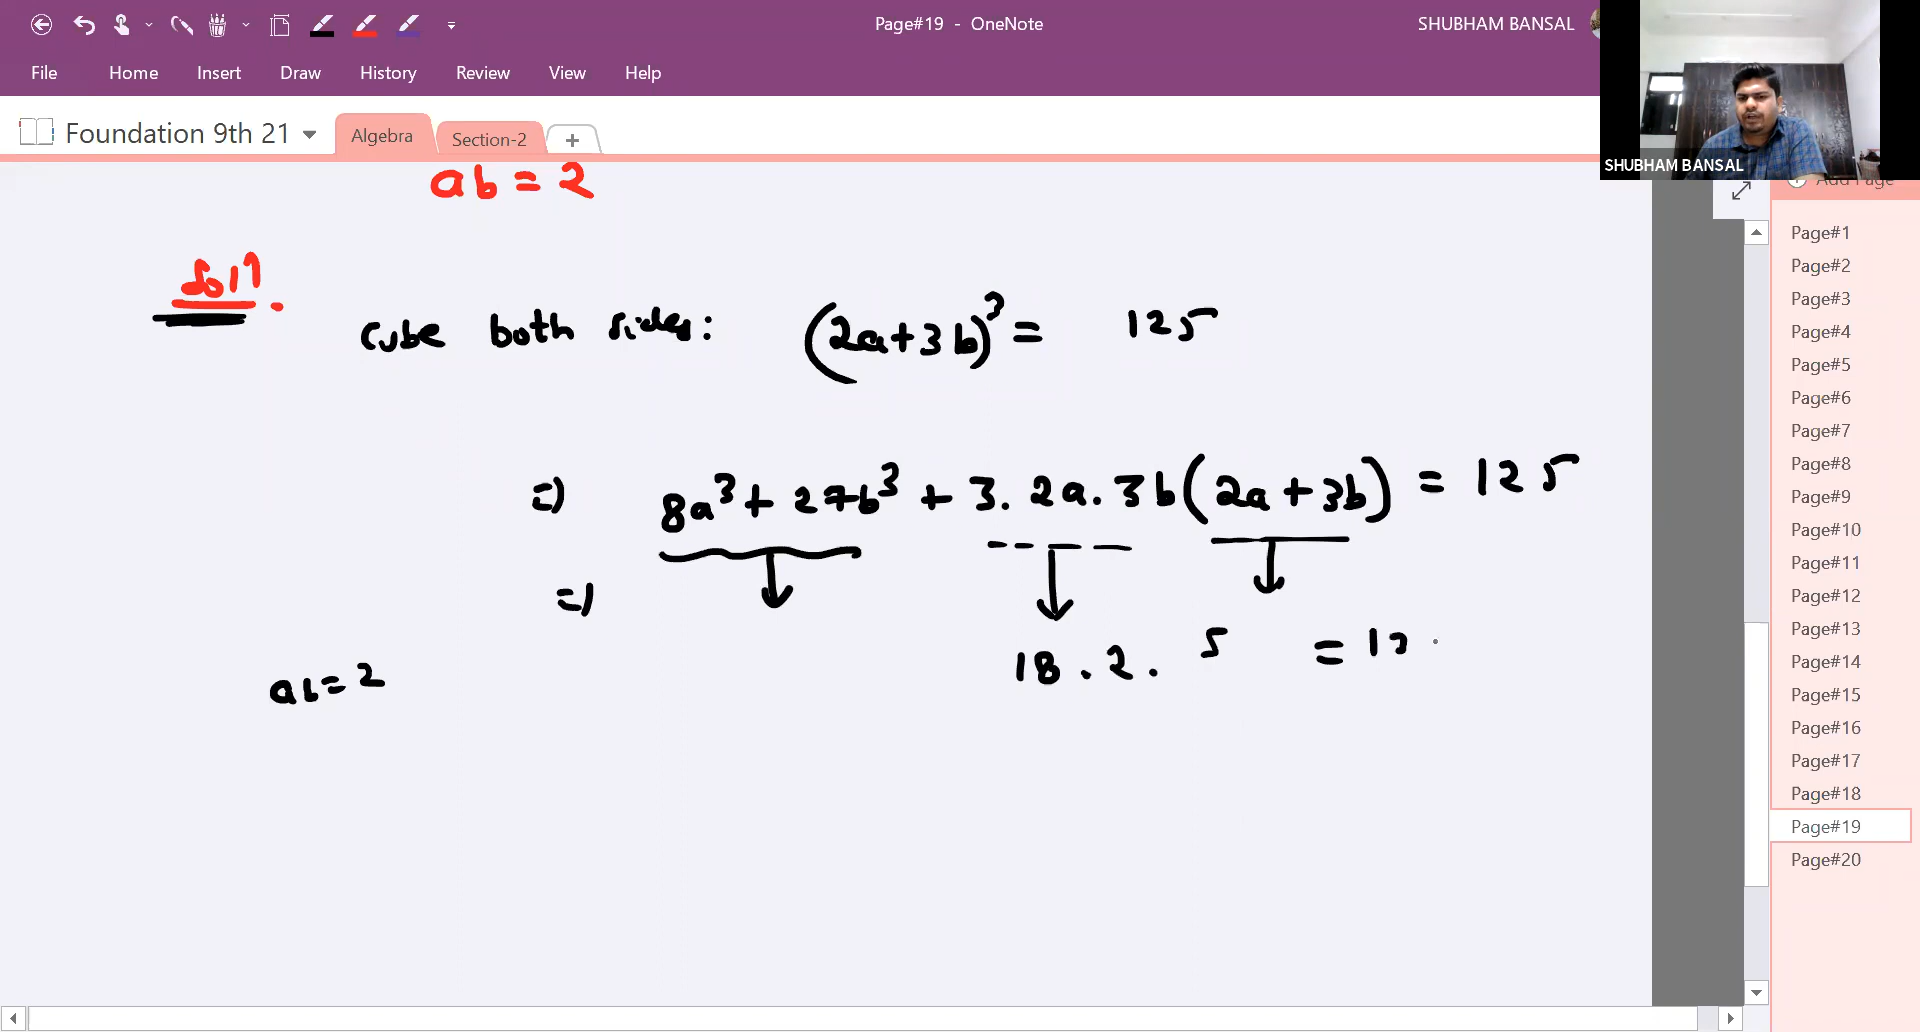 Page#19 - OneNote
SHUBHAM BANSAL
File Home Insert Draw History Review View Help
Foundation 9th 21
Algebra
Section-2
+
SHUBHAM BANSAL
Add Page
ab = 2
Solⁿ.
cube both sides: (2a+3b)³ = 125
=) 8a³ + 27b³ + 3. 2a. 3b (2a + 3b) = 125
=)
18 . 2 . 5 = 12
ab = 2
Page#1
Page#2
Page#3
Page#4
Page#5
Page#6
Page#7
Page#8
Page#9
Page#10
Page#11
Page#12
Page#13
Page#14
Page#15
Page#16
Page#17
Page#18
Page#19
Page#20